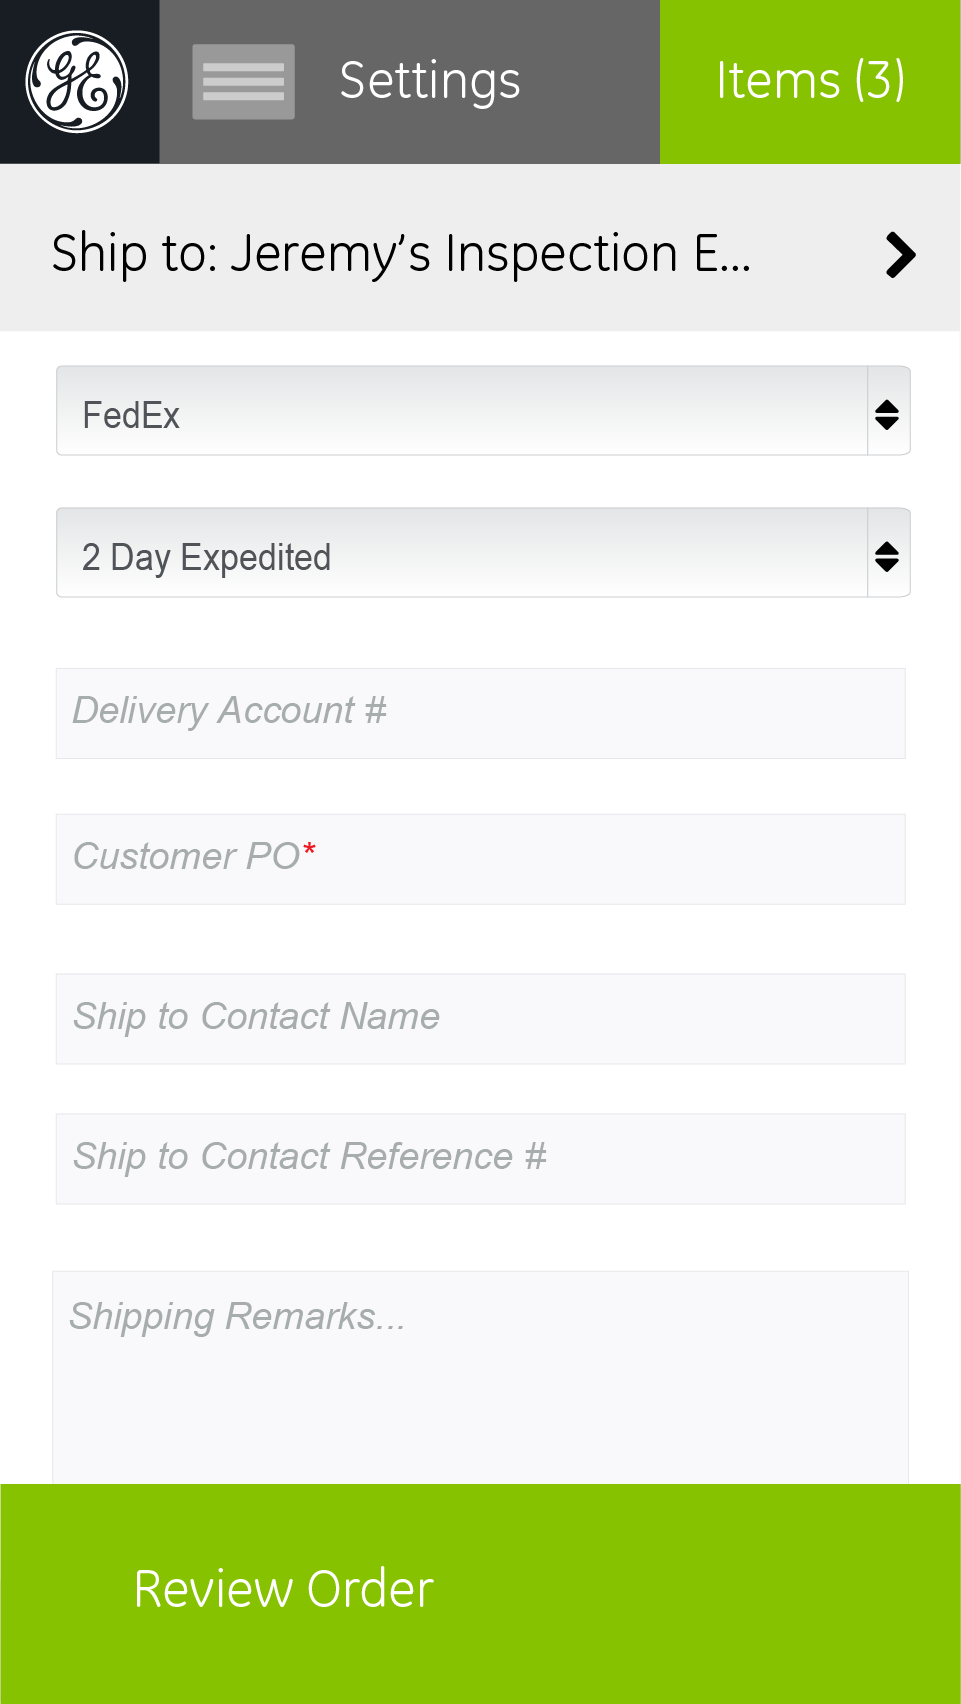 GE
Settings
Items (3)
Ship to: Jeremy’s Inspection E...
FedEx
2 Day Expedited
Delivery Account #
Customer PO*
Ship to Contact Name
Ship to Contact Reference #
Shipping Remarks...
Review Order